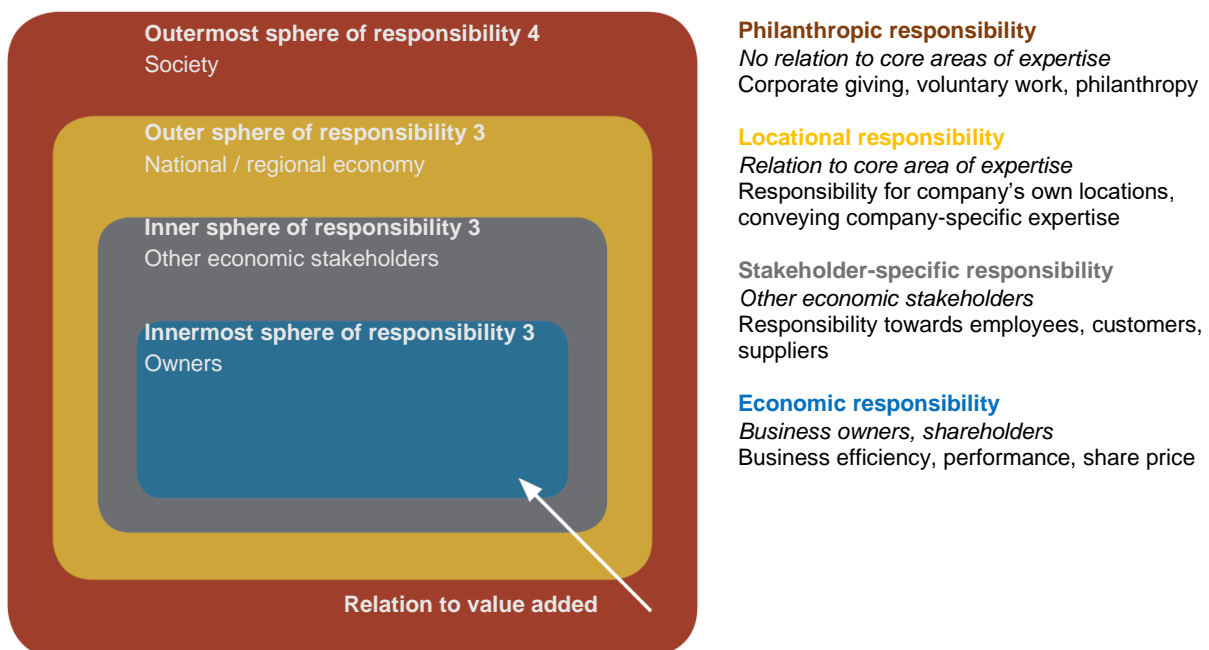 Outermost sphere of responsibility 4
Society
Outer sphere of responsibility 3
National / regional economy
Inner sphere of responsibility 3
Other economic stakeholders
Innermost sphere of responsibility 3
Owners
Relation to value added
Philanthropic responsibility
No relation to core areas of expertise
Corporate giving, voluntary work, philanthropy
Locational responsibility
Relation to core area of expertise
Responsibility for company’s own locations,
conveying company-specific expertise
Stakeholder-specific responsibility
Other economic stakeholders
Responsibility towards employees, customers,
suppliers
Economic responsibility
Business owners, shareholders
Business efficiency, performance, share price